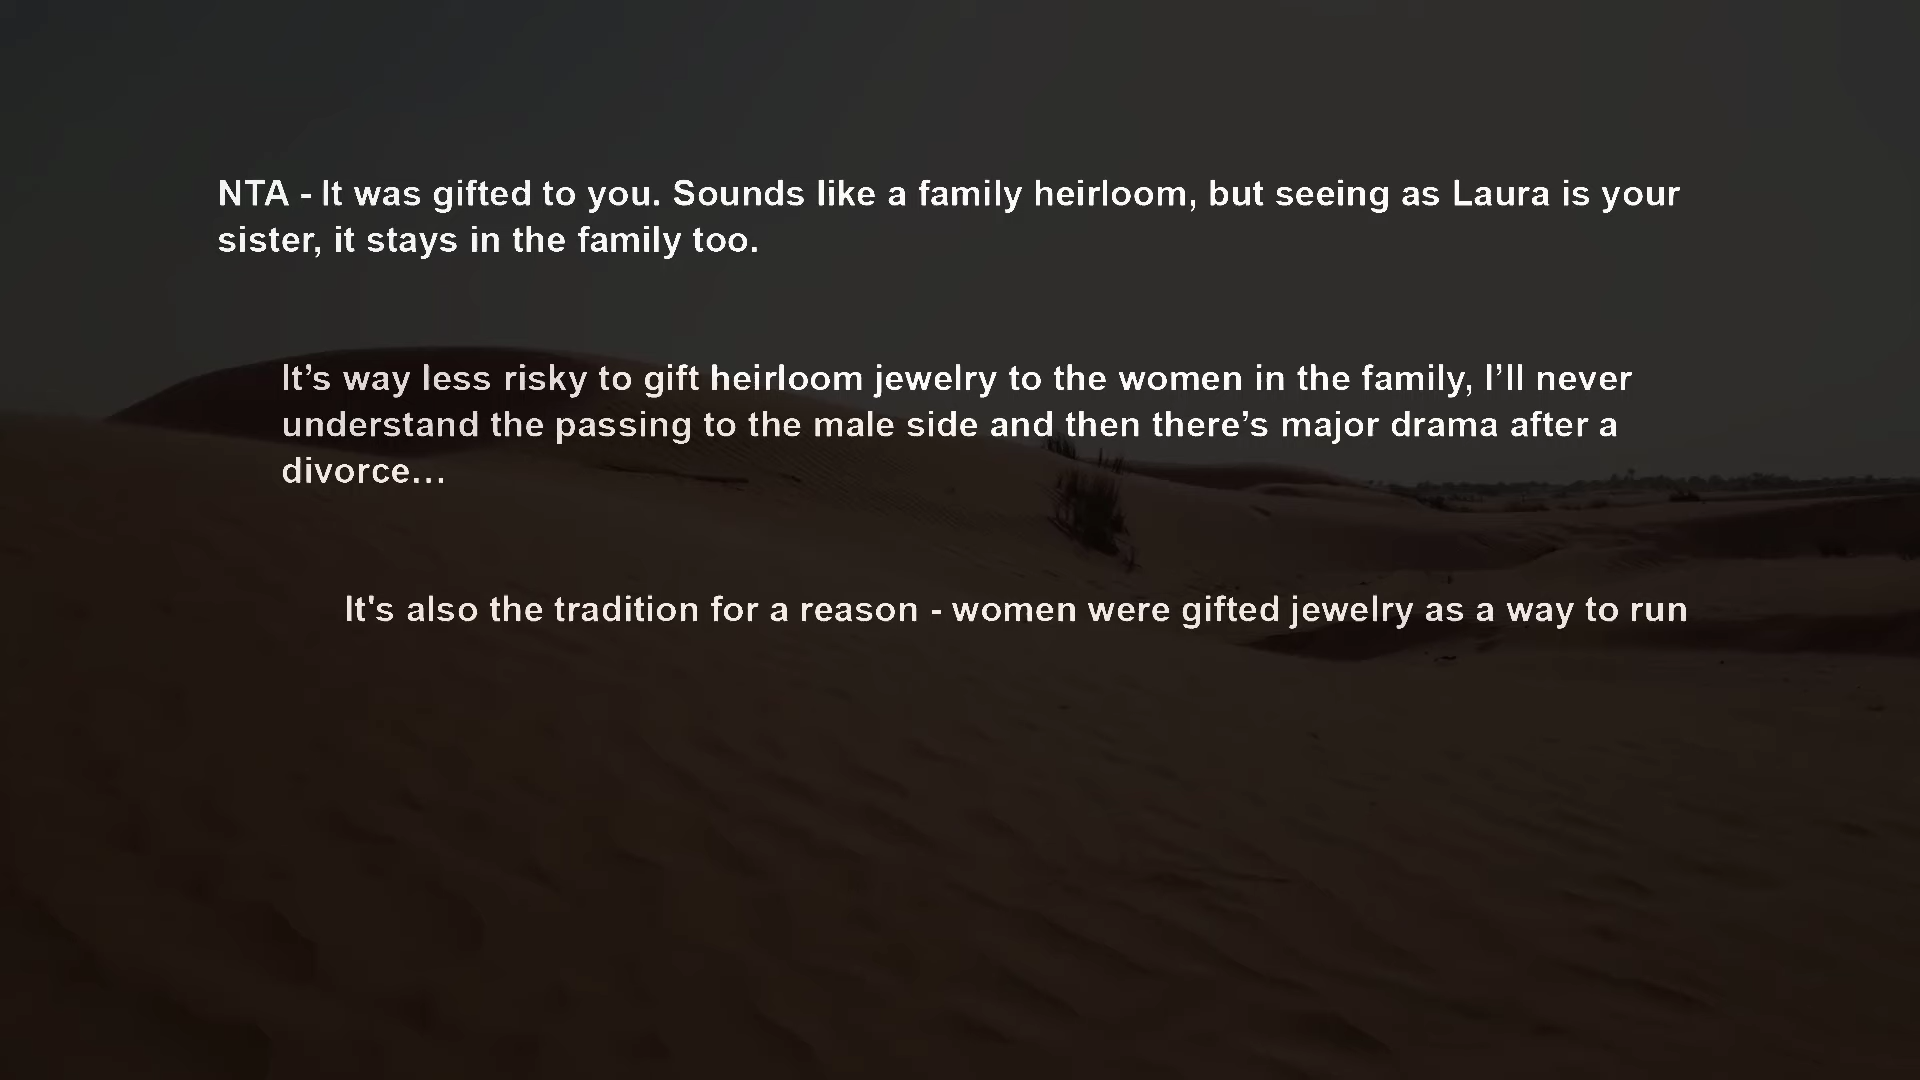 NTA - It was gifted to you. Sounds like a family heirloom, but seeing as Laura is your
sister, it stays in the family too.
It’s way less risky to gift heirloom jewelry to the women in the family, I’ll never
understand the passing to the male side and then there’s major drama after a
divorce…
It's also the tradition for a reason - women were gifted jewelry as a way to run